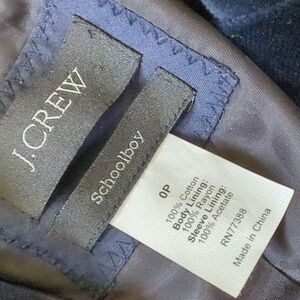 J.CREW
Schoolboy
0P
100% Cotton
Body Lining:
100% Rayon
Sleeve Lining:
100% Acetate
RN77388
Made in China